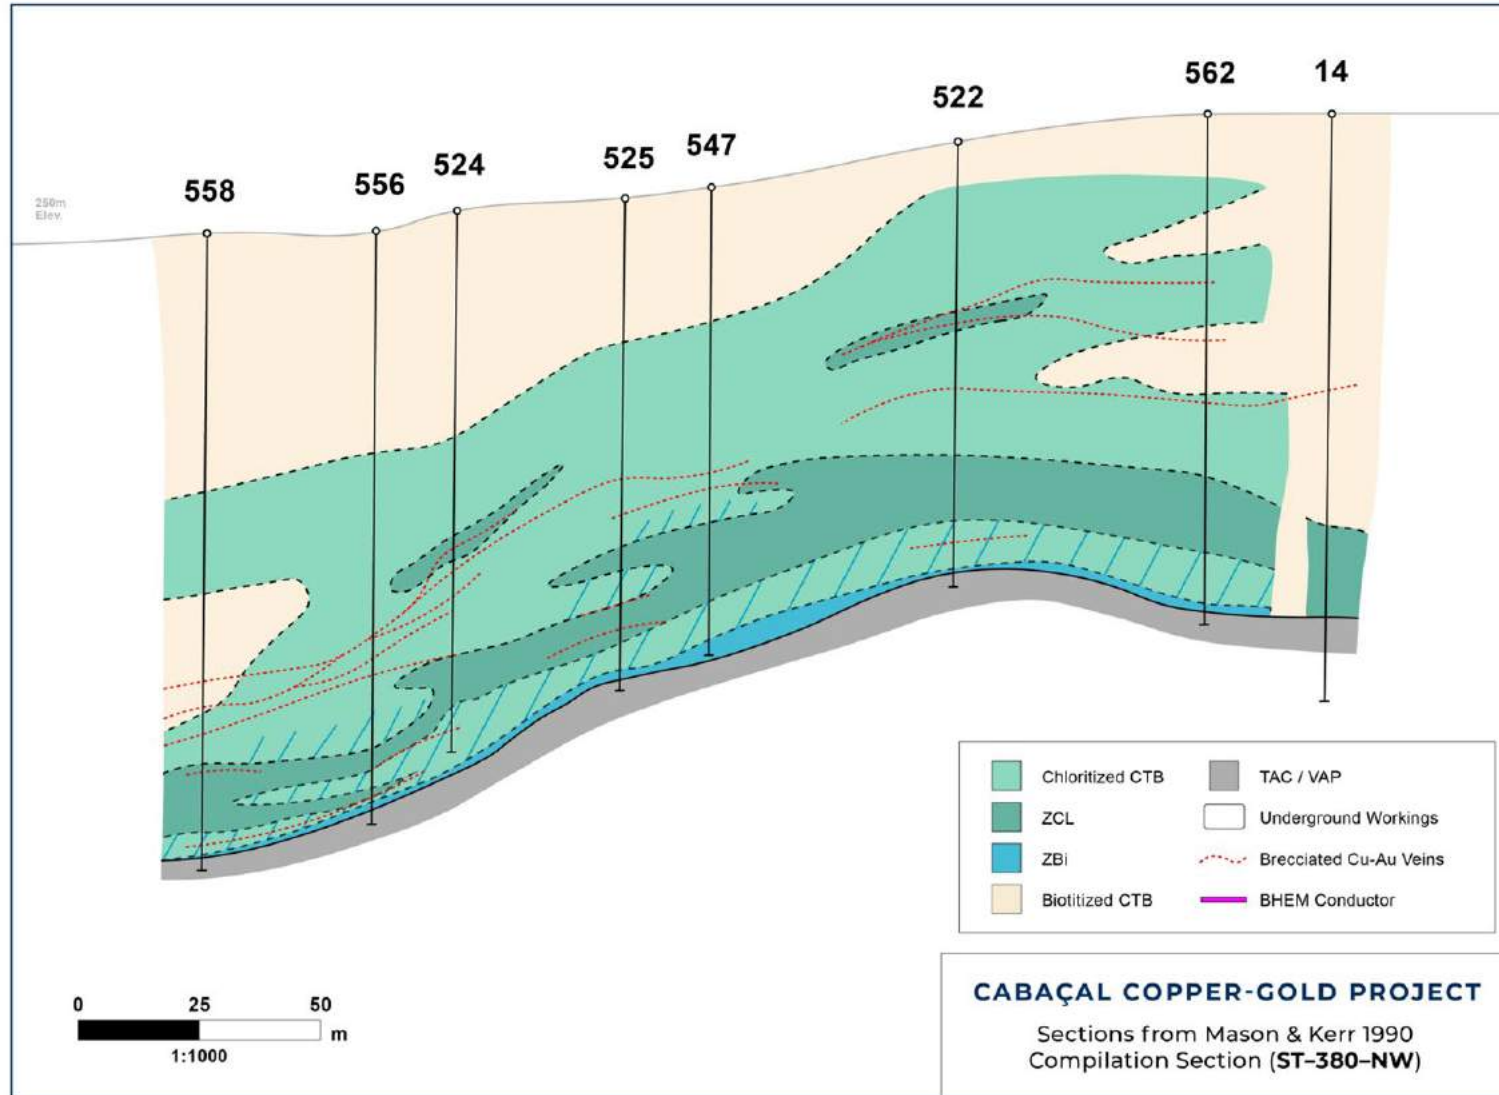 562
14
522
547
525
524
556
558
250m
Elev.
Chloritized CTB
TAC / VAP
ZCL
Underground Workings
ZBi
Brecciated Cu-Au Veins
Biotitized CTB
BHEM Conductor
CABAÇAL COPPER-GOLD PROJECT
Sections from Mason & Kerr 1990
Compilation Section (ST-380-NW)
0 25 50
m
1:1000